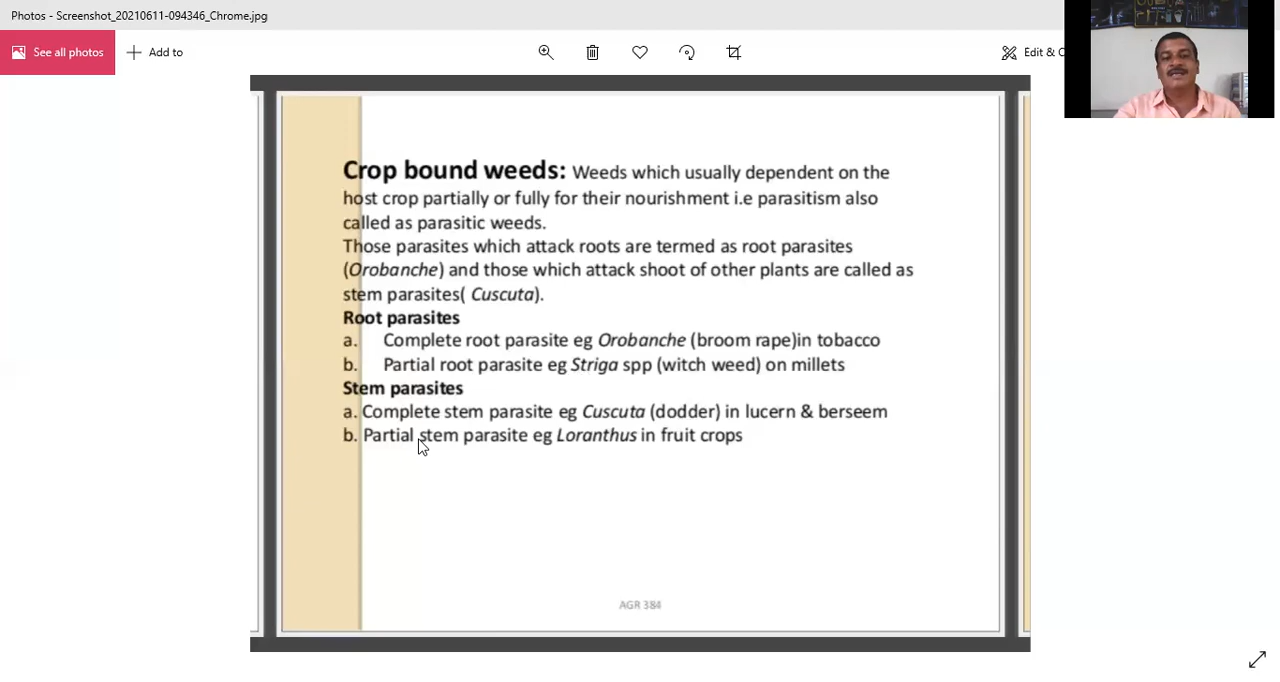 Photos - Screenshot_20210611-094346_Chrome.jpg
See all photos
Add to
Edit & C
Crop bound weeds: Weeds which usually dependent on the
host crop partially or fully for their nourishment i.e parasitism also
called as parasitic weeds.
Those parasites which attack roots are termed as root parasites
(Orobanche) and those which attack shoot of other plants are called as
stem parasites( Cuscuta).
Root parasites
a. Complete root parasite eg Orobanche (broom rape)in tobacco
b. Partial root parasite eg Striga spp (witch weed) on millets
Stem parasites
a. Complete stem parasite eg Cuscuta (dodder) in lucern & berseem
b. Partial stem parasite eg Loranthus in fruit crops
AGR 384